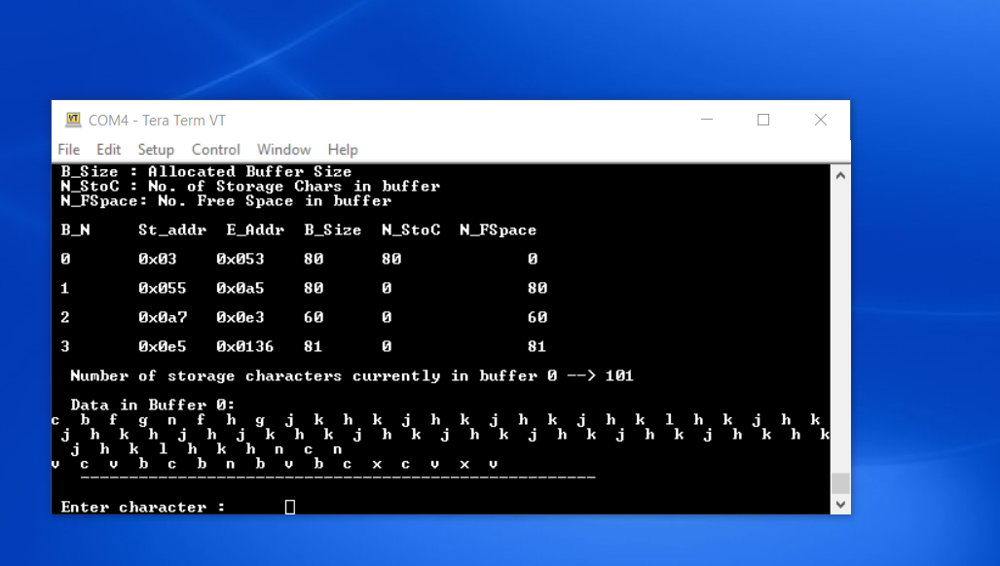 COM4 - Tera Term VT
File Edit Setup Control Window Help
B_Size : Allocated Buffer Size
N_StoC : No. of Storage Chars in buffer
N_FSpace: No. Free Space in buffer
B_N St_addr E_Addr B_Size N_StoC N_FSpace
0 0x03 0x053 80 80 0
1 0x055 0x0a5 80 0 80
2 0x0a7 0x0e3 60 0 60
3 0x0e5 0x0136 81 0 81
Number of storage characters currently in buffer 0 --> 101
Data in Buffer 0:
c b f g n f h g j k h k j h k j h k j h k l h k j h k
j h k h j h j k h k j h k j h k j h k j h k j h k h k
j h k l h k h n c n
v c v b c b n b v b c x c v x v
-----------------------------------------------------
Enter character :